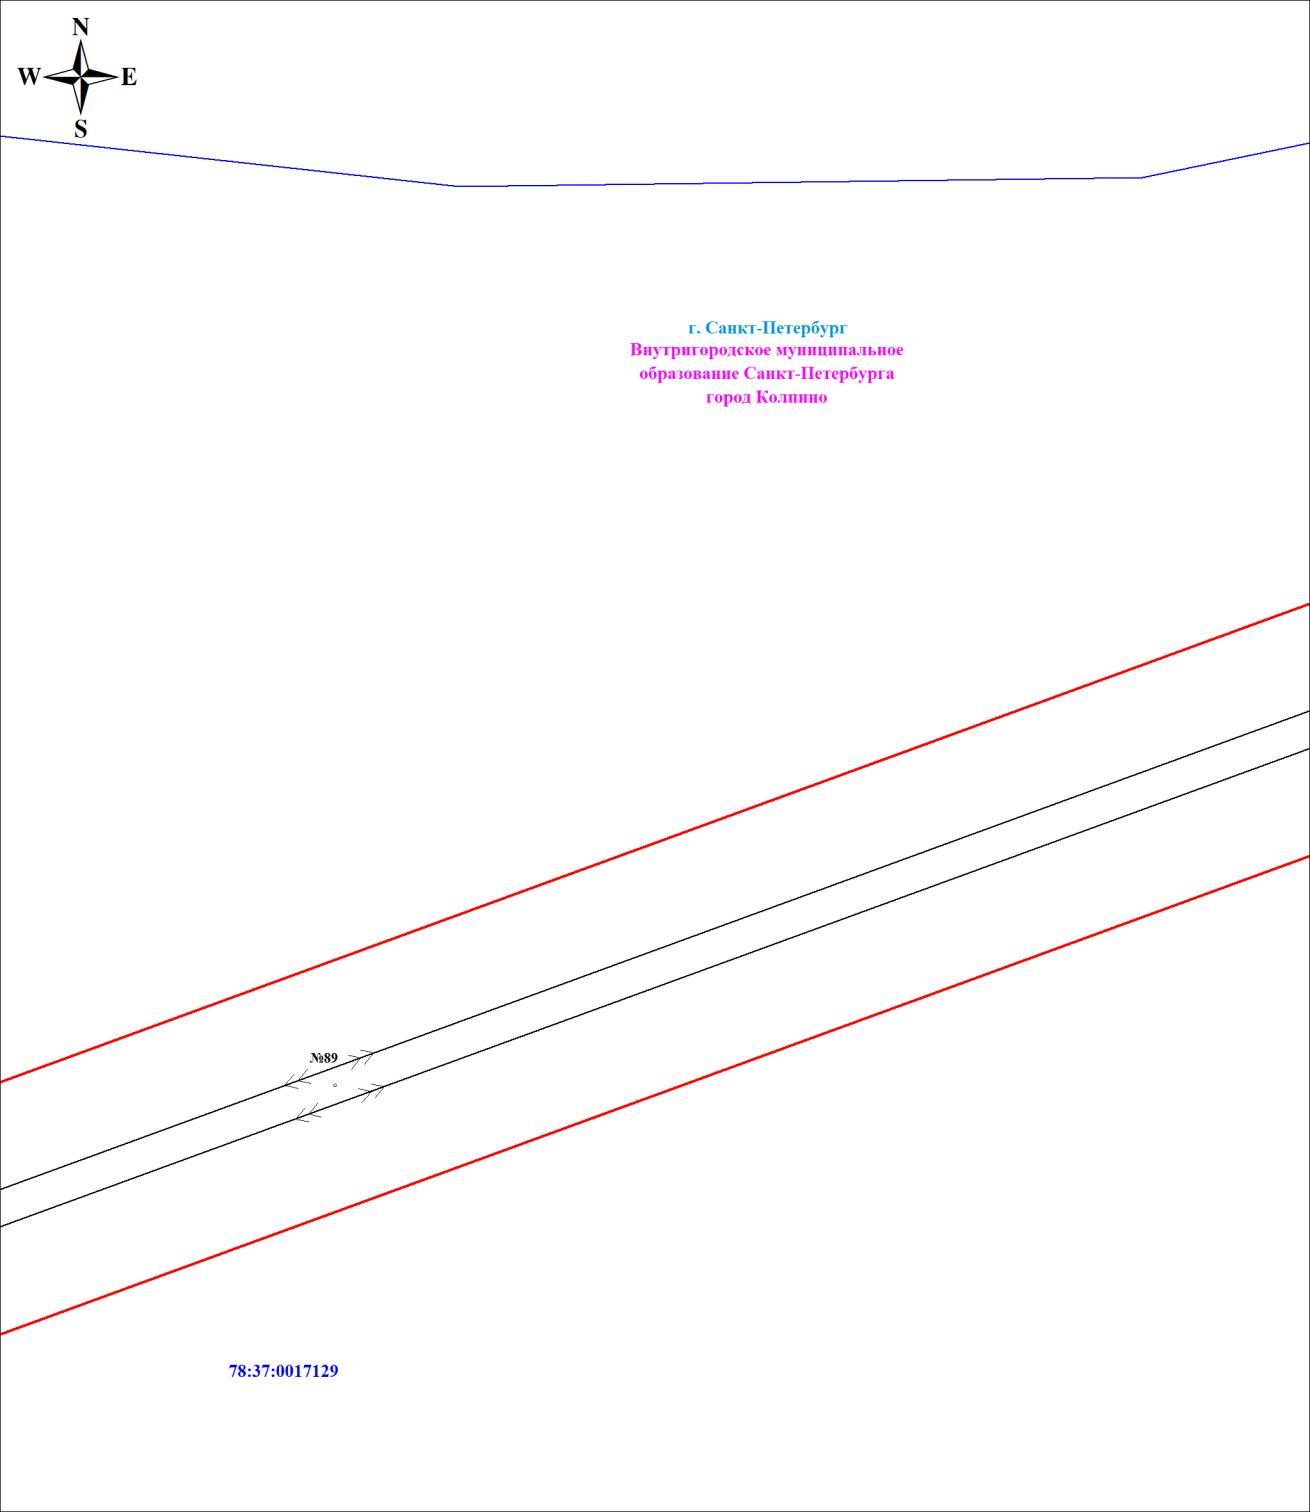 N
W E
S
г. Санкт-Петербург
Внутригородское муниципальное
образование Санкт-Петербурга
город Колпино
№89
78:37:0017129